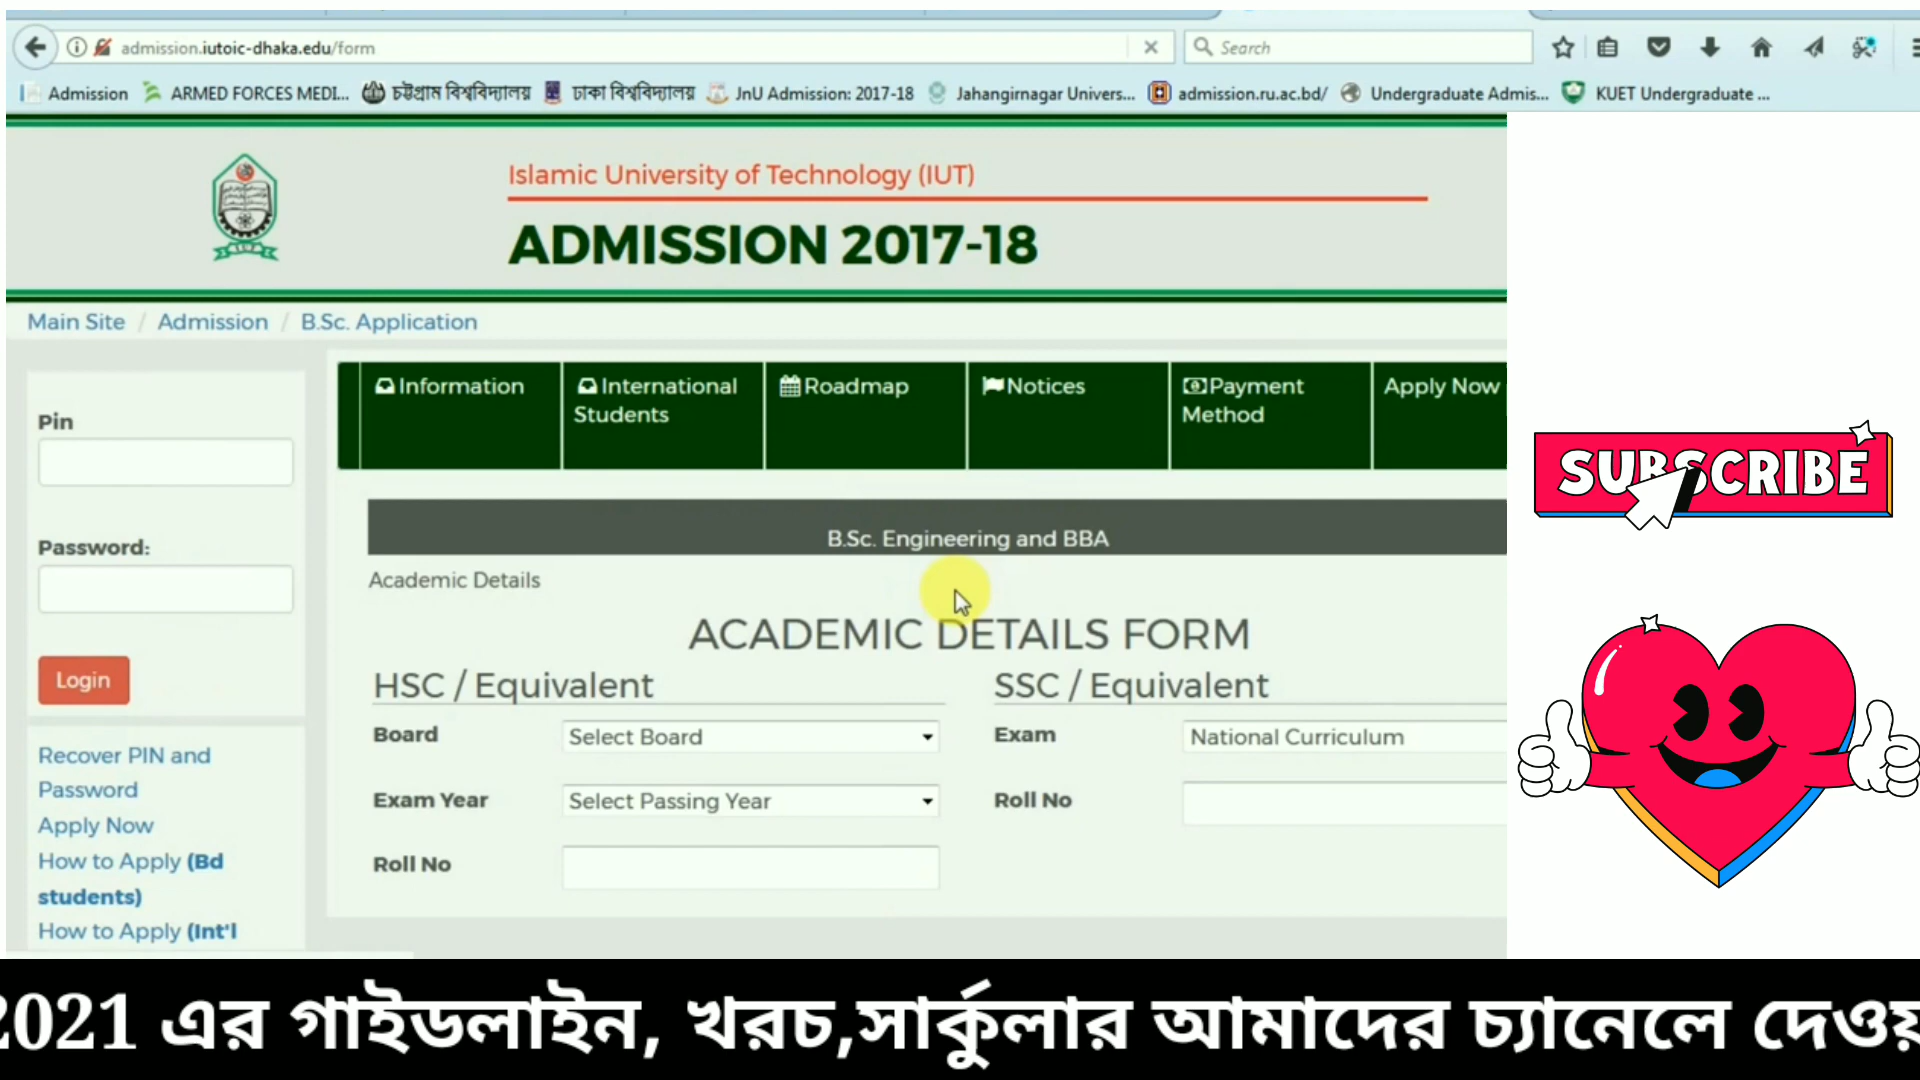 admission.iutoic-dhaka.edu/form
Search
Admission ARMED FORCES MEDI... চট্টগ্রাম বিশ্ববিদ্যালয় ঢাকা বিশ্ববিদ্যালয় JnU Admission: 2017-18 Jahangirnagar Univers... admission.ru.ac.bd/ Undergraduate Admis... KUET Undergraduate ...
Islamic University of Technology (IUT)
ADMISSION 2017-18
Main Site / Admission / B.Sc. Application
Information
International Students
Roadmap
Notices
Payment Method
Apply Now
Pin
Password:
Login
Recover PIN and
Password
Apply Now
How to Apply (Bd
students)
How to Apply (Int'l
B.Sc. Engineering and BBA
Academic Details
ACADEMIC DETAILS FORM
HSC / Equivalent
Board Select Board
Exam Year Select Passing Year
Roll No
SSC / Equivalent
Exam National Curriculum
Roll No
SUBSCRIBE
2021 এর গাইডলাইন, খরচ,সার্কুলার আমাদের চ্যানেলে দেওয়